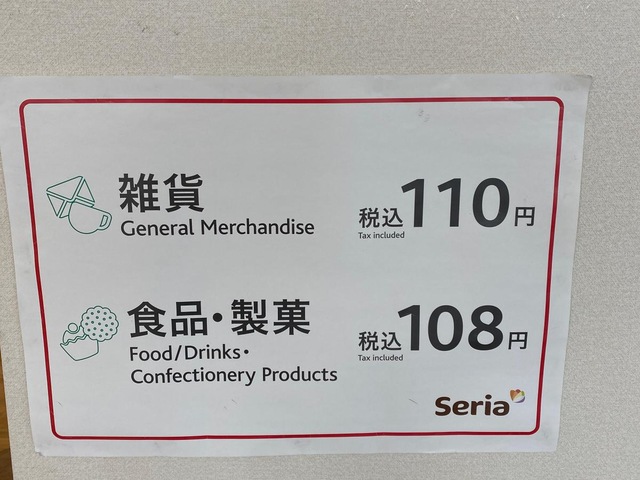 雑貨
General Merchandise
税込110円
Tax included
食品・製菓
Food/Drinks・
Confectionery Products
税込108円
Tax included
Seria